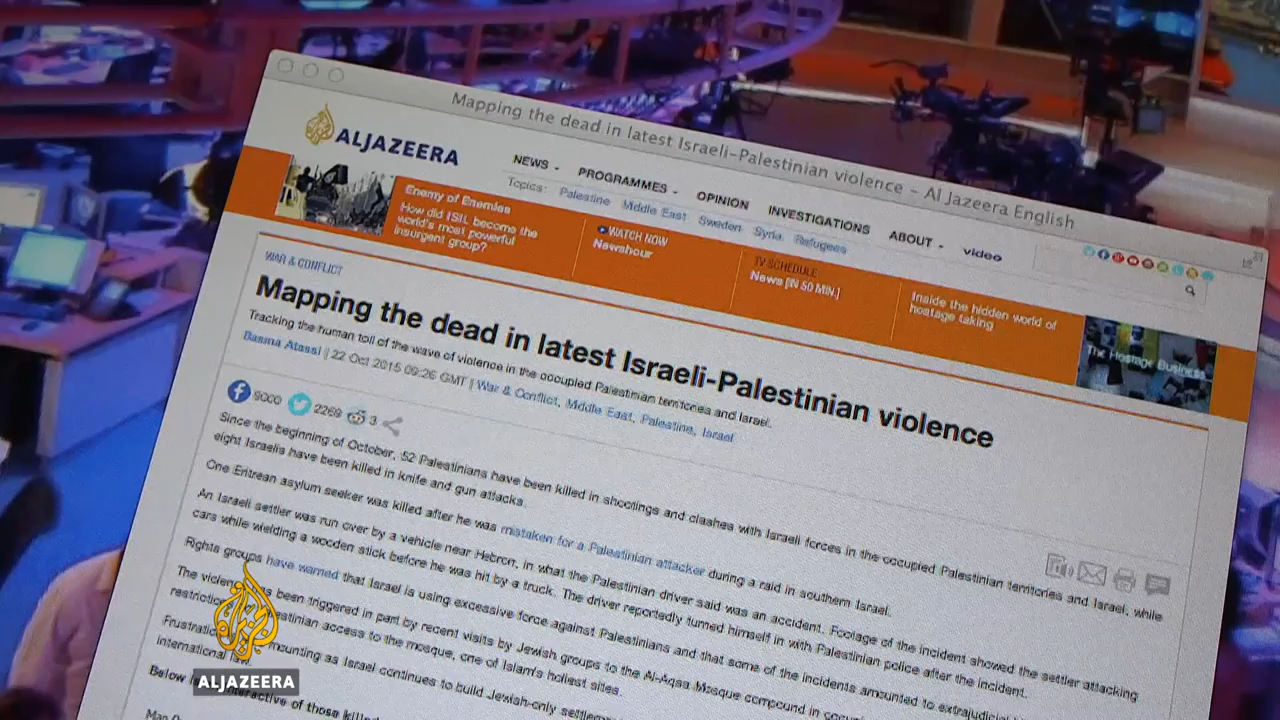 Mapping the dead in latest Israeli-Palestinian violence - Al Jazeera English
ALJAZEERA
NEWS PROGRAMMES OPINION INVESTIGATIONS ABOUT video
Topics: Palestine Middle East Sweden Syria Refugees
Enemy of Enemies
How did ISIL become the
world's most powerful
insurgent group?
WATCH NOW
Newshour
TV SCHEDULE
News [IN 50 MIN.]
Inside the hidden world of
hostage taking
The Hostage Business
WAR & CONFLICT
Mapping the dead in latest Israeli-Palestinian violence
Tracking the human toll of the wave of violence in the occupied Palestinian territories and Israel.
Basma Atassi | 22 Oct 2015 09:26 GMT | War & Conflict, Middle East, Palestine, Israel
9000 2269 3
Since the beginning of October, 52 Palestinians have been killed in shootings and clashes with Israeli forces in the occupied Palestinian territories and Israel, while
eight Israelis have been killed in knife and gun attacks.
One Eritrean asylum seeker was killed after he was mistaken for a Palestinian attacker during a raid in southern Israel.
An Israeli settler was run over by a vehicle near Hebron, in what the Palestinian driver said was an accident. Footage of the incident showed the settler attacking
cars while wielding a wooden stick before he was hit by a truck. The driver reportedly turned himself in with Palestinian police after the incident.
Rights groups have warned that Israel is using excessive force against Palestinians and that some of the incidents amounted to extrajudicial
The been triggered in part by recent visits by Jewish groups to the Al-Aqsa Mosque compound in
access to the mosque, one of Islam's holiest sites.
mounting as Israel continues to build Jewish-only
international
Below interactive of those
الجزيرة
ALJAZEERA